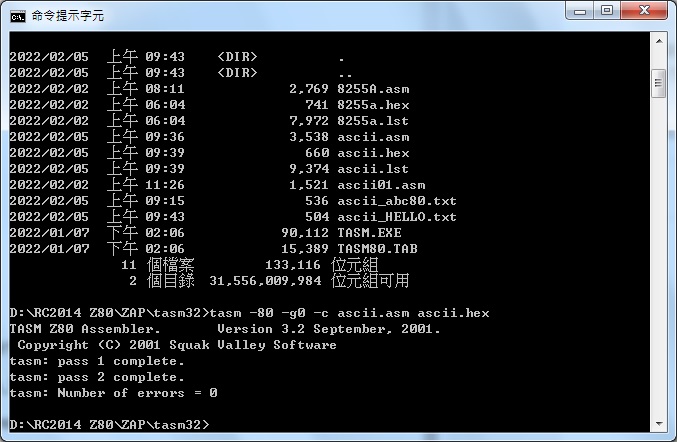 命令提示字元
2022/02/05  上午 09:43    <DIR>          .
2022/02/05  上午 09:43    <DIR>          ..
2022/02/02  上午 08:11             2,769 8255A.asm
2022/02/02  上午 06:04               741 8255a.hex
2022/02/02  上午 06:04             7,972 8255a.lst
2022/02/05  上午 09:36             3,538 ascii.asm
2022/02/05  上午 09:39               660 ascii.hex
2022/02/05  上午 09:39             9,374 ascii.lst
2022/02/02  上午 11:26             1,521 ascii01.asm
2022/02/05  上午 09:15               536 ascii_abc80.txt
2022/02/05  上午 09:43               504 ascii_HELLO.txt
2022/01/07  下午 02:06            90,112 TASM.EXE
2022/01/07  下午 02:06            15,389 TASM80.TAB
11 個檔案         133,116 位元組
2 個目錄  31,556,009,984 位元組可用
D:\RC2014 Z80\ZAP\tasm32>tasm -80 -g0 -c ascii.asm ascii.hex
TASM Z80 Assembler.       Version 3.2 September, 2001.
Copyright (C) 2001 Squak Valley Software
tasm: pass 1 complete.
tasm: pass 2 complete.
tasm: Number of errors = 0
D:\RC2014 Z80\ZAP\tasm32>